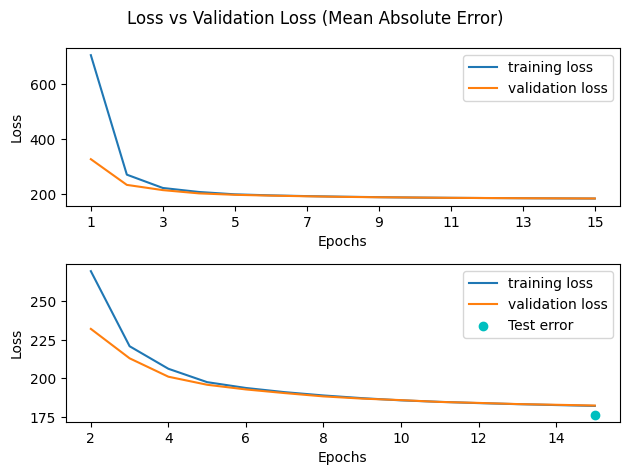 Loss vs Validation Loss (Mean Absolute Error)
600
400
200
Loss
training loss
validation loss
1 3 5 7 9 11 13 15
Epochs
250
225
200
175
Loss
training loss
validation loss
Test error
2 4 6 8 10 12 14
Epochs